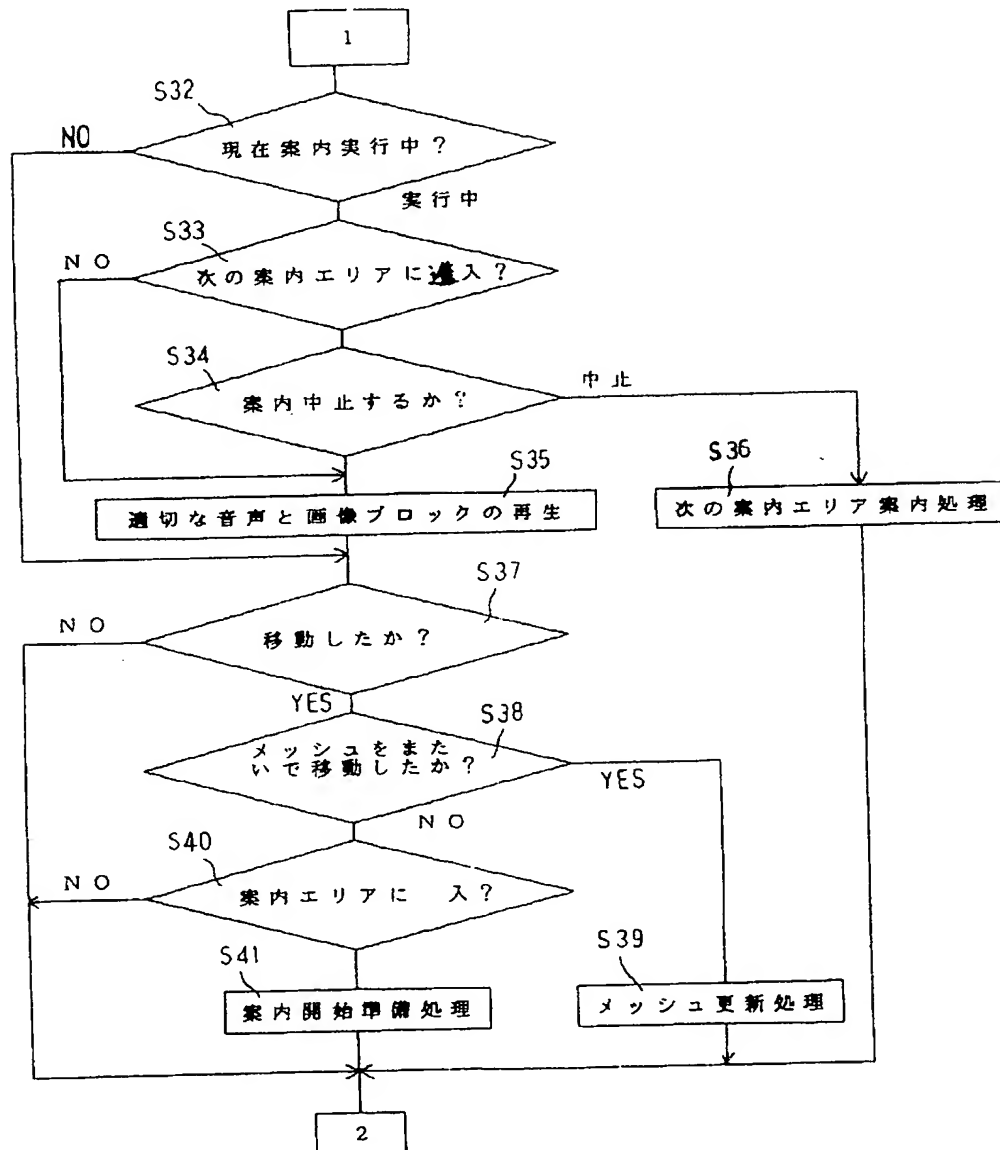 1
S32
NO
現在案内実行中？
実行中
S33
NO
次の案内エリアに進入？
S34
中止
案内中止するか？
S35
S36
適切な音声と画像ブロックの再生
次の案内エリア案内処理
S37
NO
移動したか？
YES
S38
メッシュをまた
いで移動したか？
YES
NO
S40
NO
案内エリアに 入？
S41
S39
案内開始準備処理
メッシュ更新処理
2